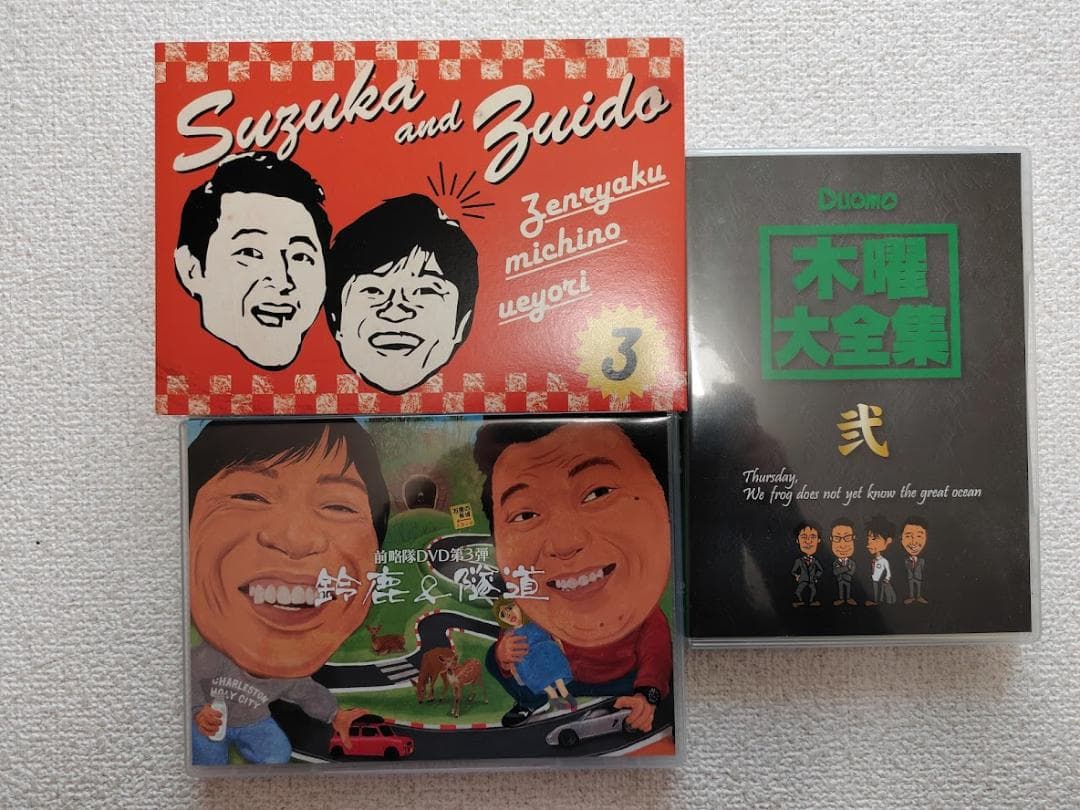 Suzuka
and Zuido
Zenryaku
michino
ueyori
3
前略隊DVD第3弾
鈴鹿&隧道
CHARLESTON
HOLY CITY
Duomo
木曜
大全集
弐
Thursday,
We frog does not yet know the great ocean